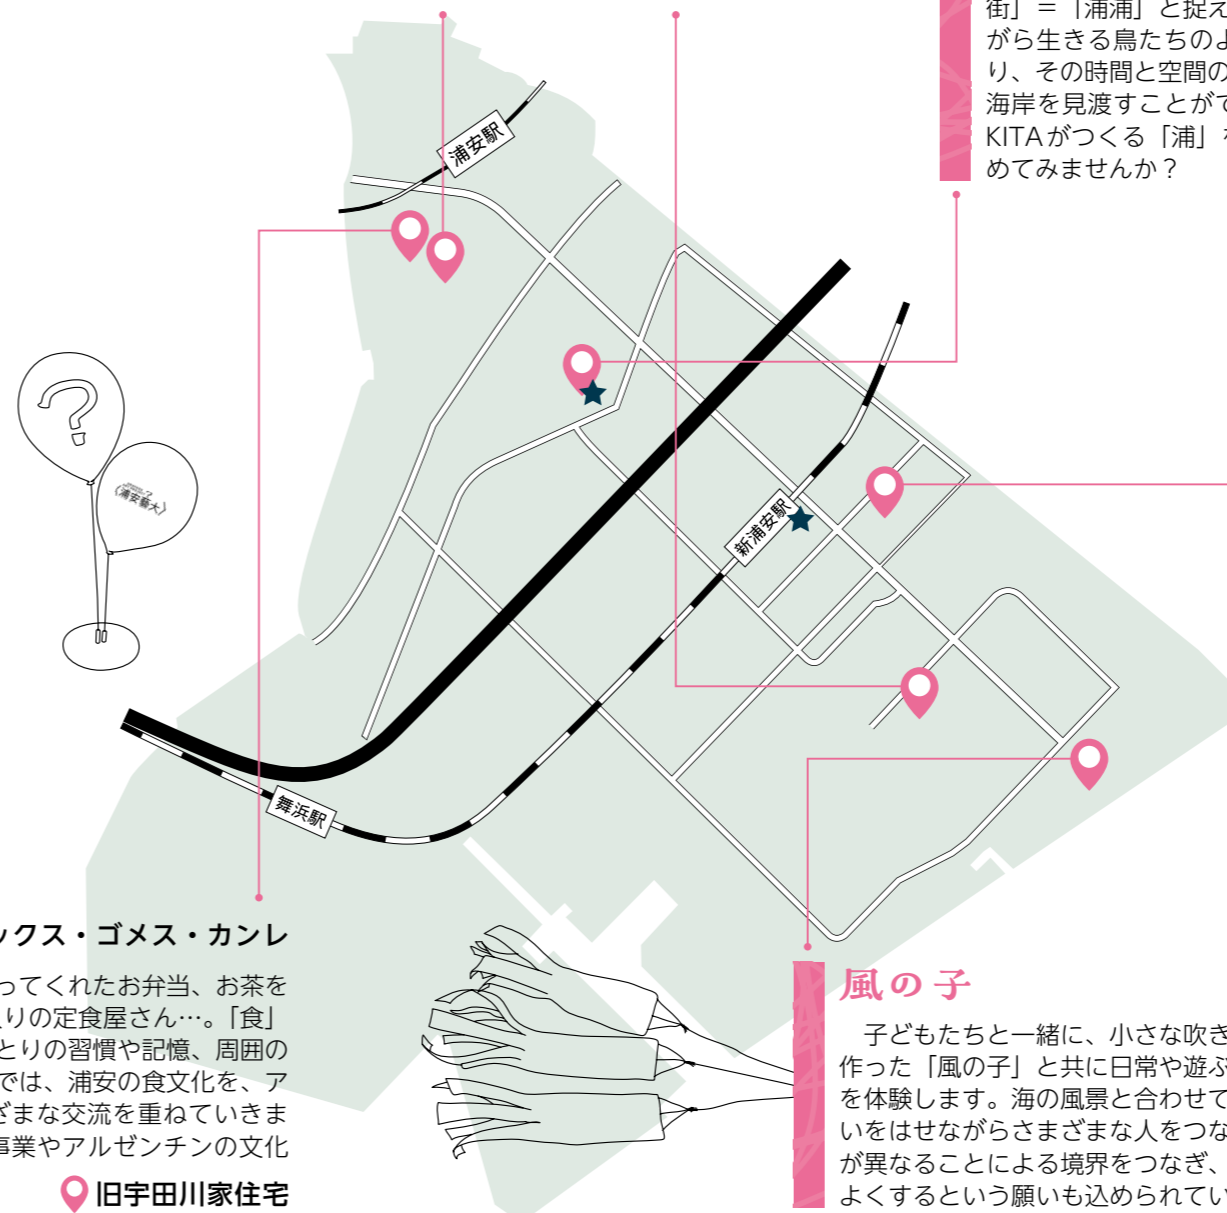 街」＝「浦浦」と捉え
がら生きる鳥たちのよ
り、その時間と空間の
海岸を見渡すことがで
KITAがつくる「浦」を
めてみませんか？
浦安駅
新浦安駅
舞浜駅
?
《浦安藝大》
ックス・ゴメス・カンレ
ってくれたお弁当、お茶を
りの定食屋さん…。「食」
とりの習慣や記憶、周囲の
では、浦安の食文化を、ア
ざまな交流を重ねていきま
事業やアルゼンチンの文化
旧宇田川家住宅
風の子
子どもたちと一緒に、小さな吹き
作った「風の子」と共に日常や遊ぶ
を体験します。海の風景と合わせて
いをはせながらさまざまな人をつな
が異なることによる境界をつなぎ、
よくするという願いも込められてい